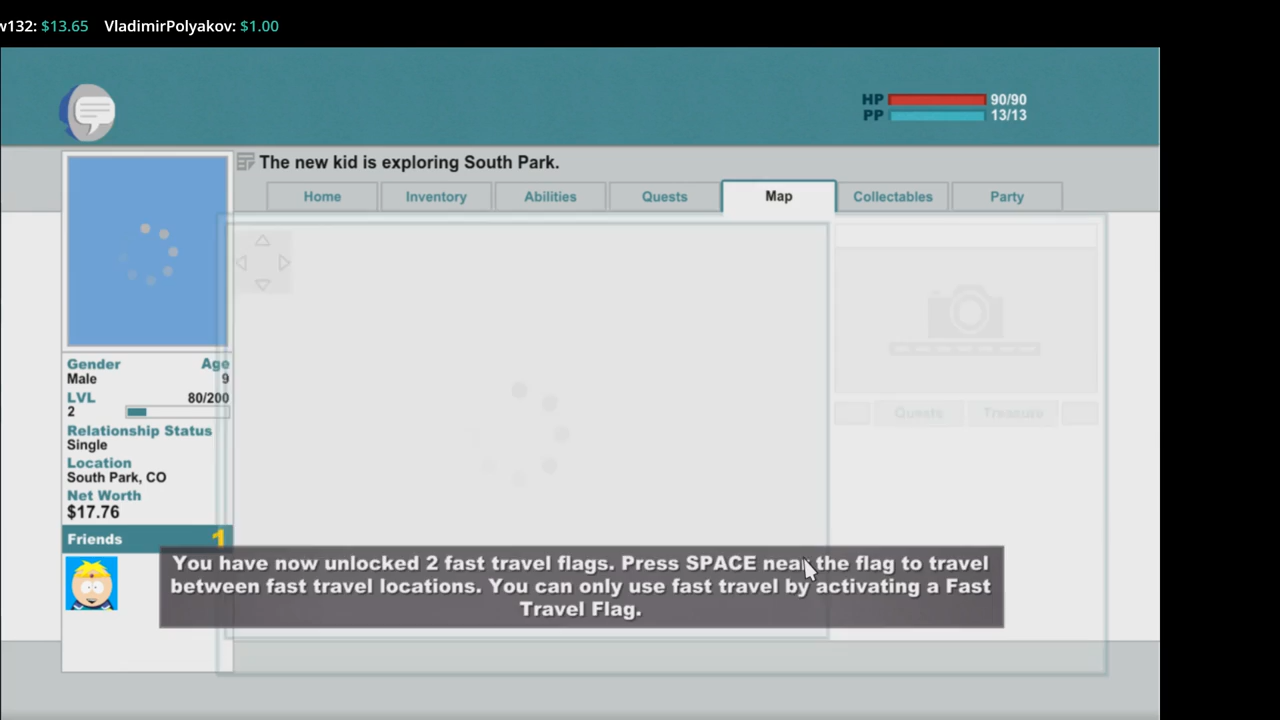 w132: $13.65 VladimirPolyakov: $1.00
HP 90/90
PP 13/13
The new kid is exploring South Park.
Home Inventory Abilities Quests Map Collectables Party
Gender Age
Male 9
LVL 80/200
2
Relationship Status
Single
Location
South Park, CO
Net Worth
$17.76
Friends 1
Quests Treasure
You have now unlocked 2 fast travel flags. Press SPACE near the flag to travel
between fast travel locations. You can only use fast travel by activating a Fast
Travel Flag.